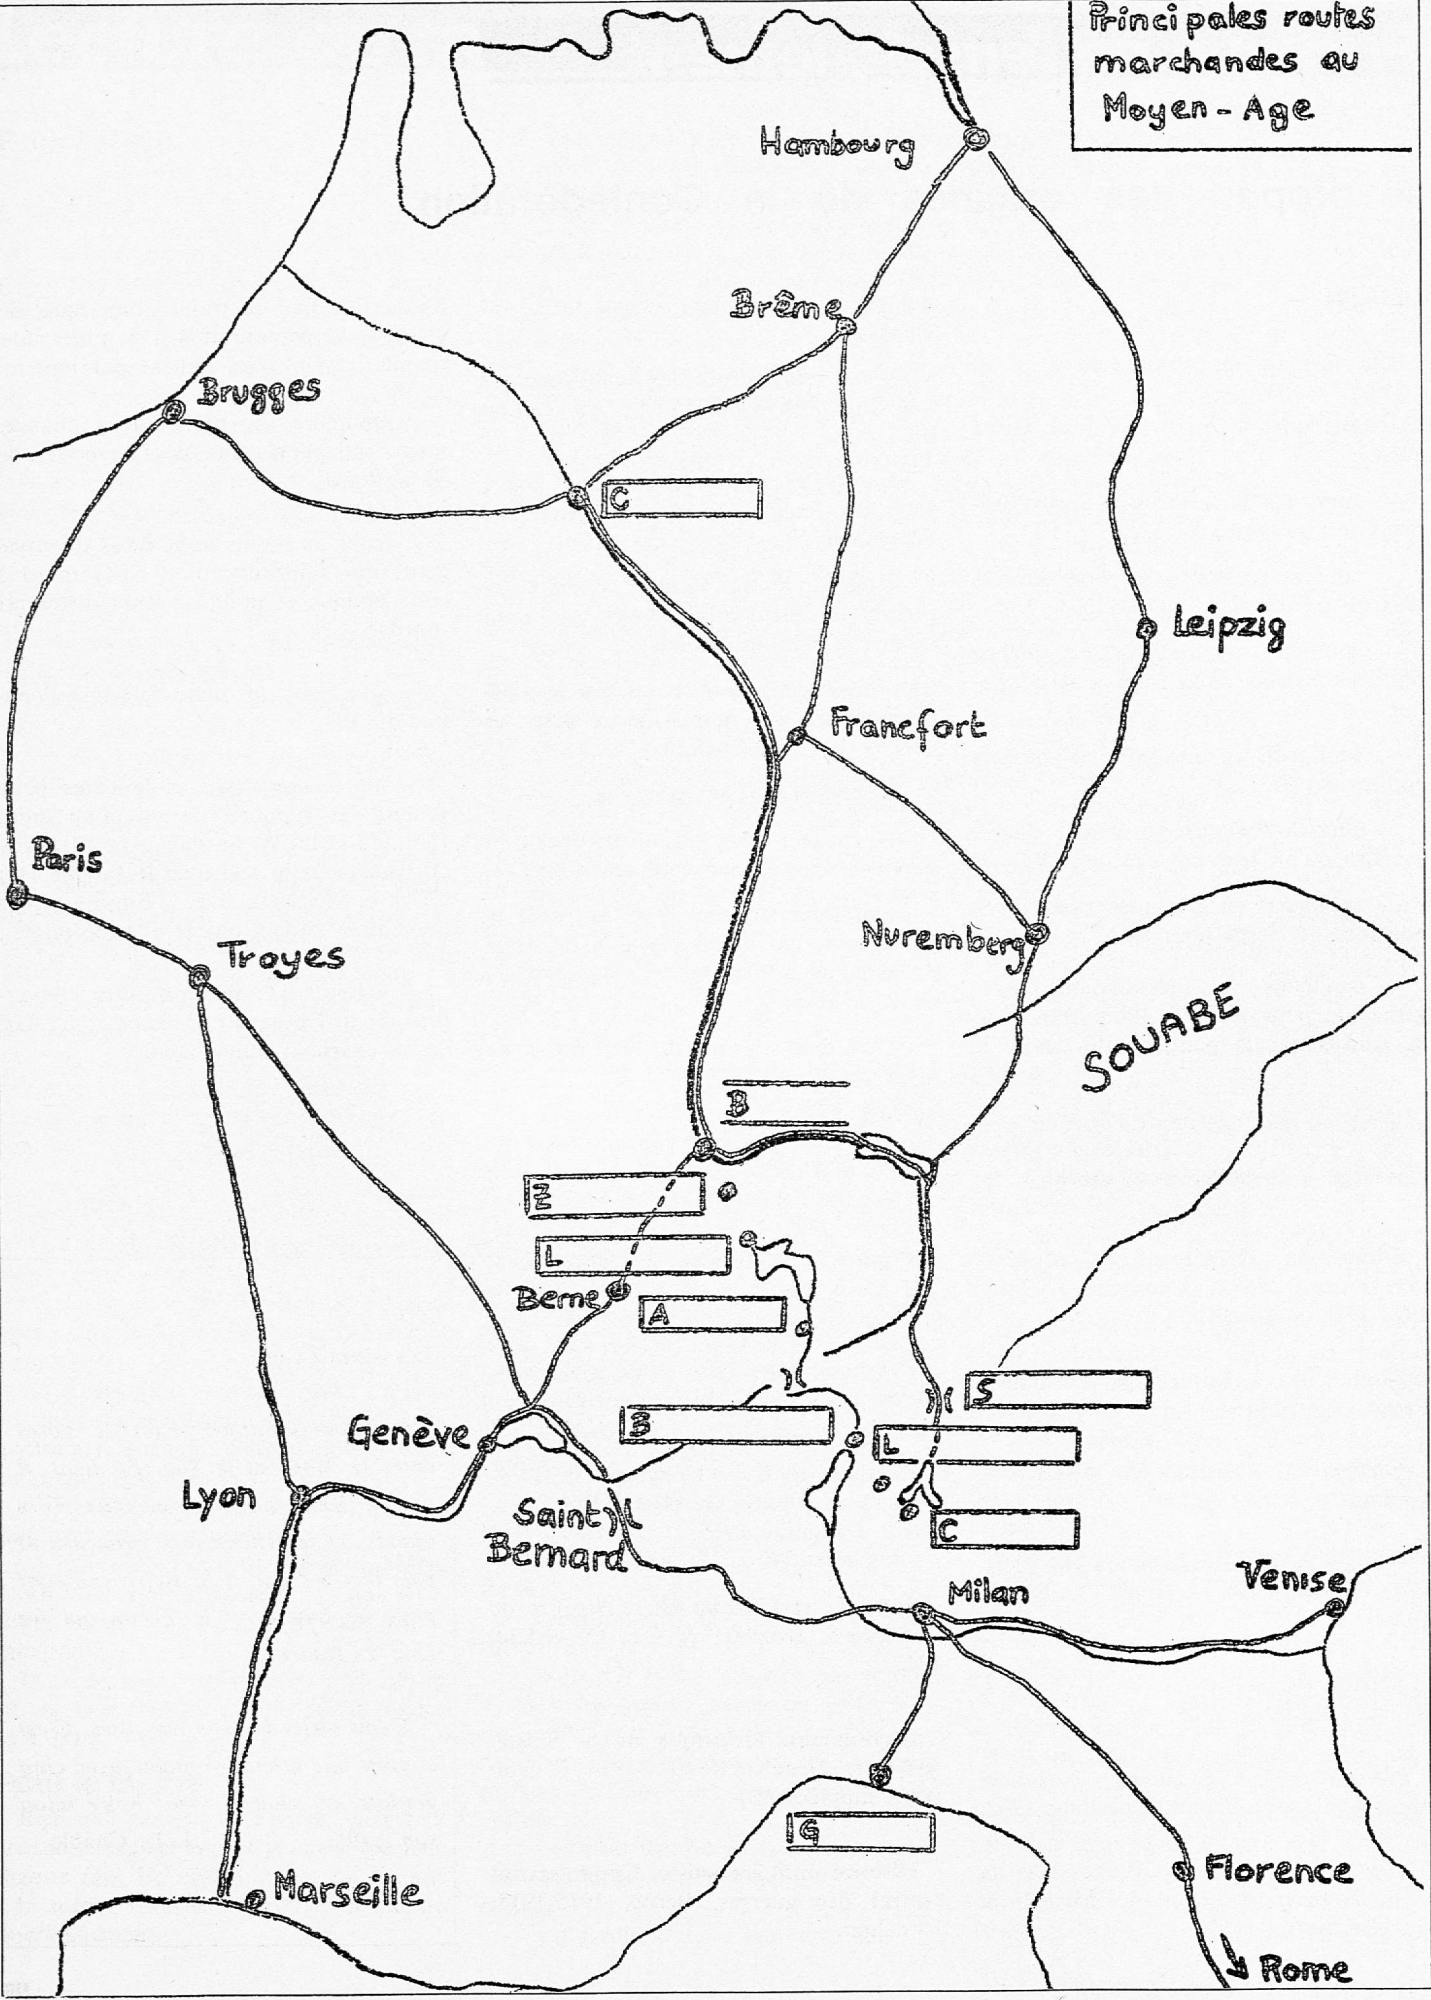 Principales routes
marchandes au
Moyen-Age
Hambourg
Brême
Brugges
C
Leipzig
Francfort
Paris
Nuremberg
Troyes
SOUABE
B
Z
L
Berne
A
S
B
L
Genève
Lyon
Saint
Bernard
C
Venise
Milan
G
Florence
Marseille
Rome